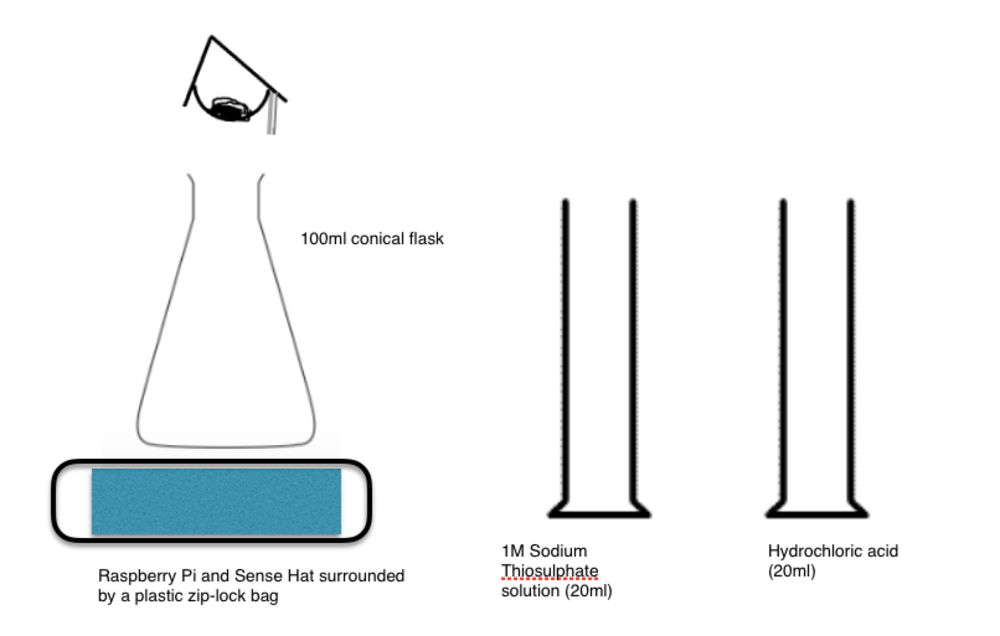 100ml conical flask
1M Sodium
Thiosulphate
solution (20ml)
Hydrochloric acid
(20ml)
Raspberry Pi and Sense Hat surrounded
by a plastic zip-lock bag